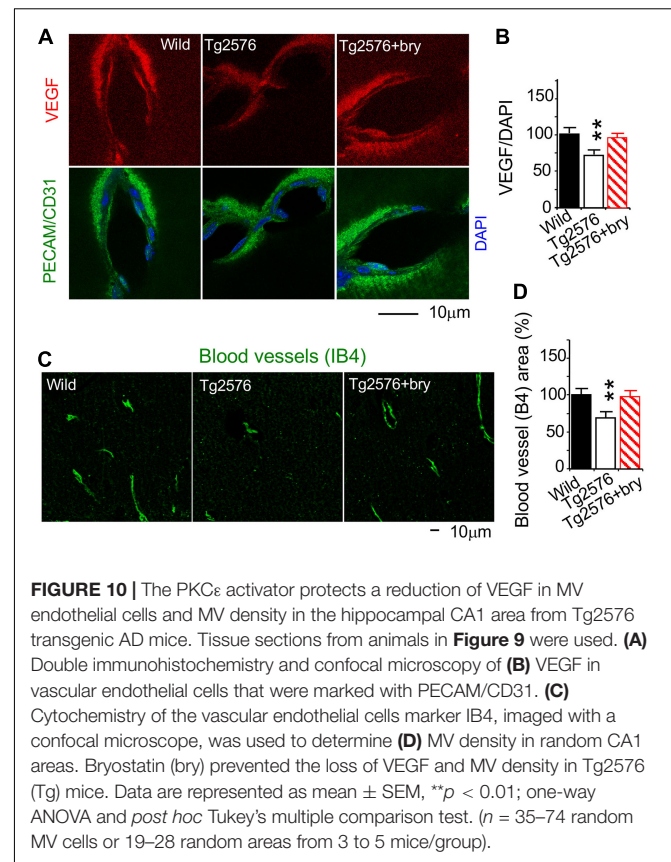 A
B
Wild
Tg2576
Tg2576+bry
VEGF
PECAM/CD31
DAPI
10µm
VEGF/DAPI
150
100
50
0
**
Wild
Tg2576
Tg2576+bry
C
Blood vessels (IB4)
Wild
Tg2576
Tg2576+bry
10µm
D
Blood vessel (B4) area (%)
150
100
50
0
**
Wild
Tg2576
Tg2576+bry
FIGURE 10 | The PKCε activator protects a reduction of VEGF in MV
endothelial cells and MV density in the hippocampal CA1 area from Tg2576
transgenic AD mice. Tissue sections from animals in Figure 9 were used. (A)
Double immunohistochemistry and confocal microscopy of (B) VEGF in
vascular endothelial cells that were marked with PECAM/CD31. (C)
Cytochemistry of the vascular endothelial cells marker IB4, imaged with a
confocal microscope, was used to determine (D) MV density in random CA1
areas. Bryostatin (bry) prevented the loss of VEGF and MV density in Tg2576
(Tg) mice. Data are represented as mean ± SEM, **p < 0.01; one-way
ANOVA and post hoc Tukey's multiple comparison test. (n = 35–74 random
MV cells or 19–28 random areas from 3 to 5 mice/group).